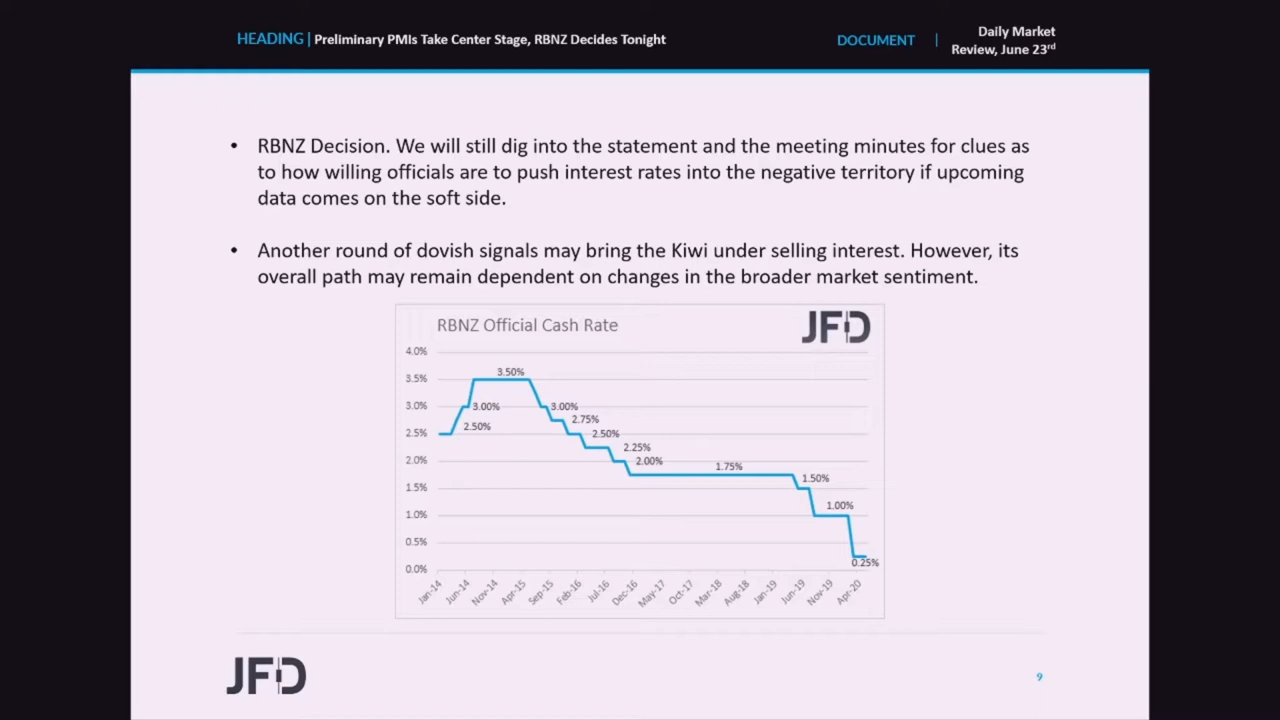 HEADING | Preliminary PMIs Take Center Stage, RBNZ Decides Tonight
DOCUMENT |
Daily Market
Review, June 23rd
• RBNZ Decision. We will still dig into the statement and the meeting minutes for clues as
to how willing officials are to push interest rates into the negative territory if upcoming
data comes on the soft side.
• Another round of dovish signals may bring the Kiwi under selling interest. However, its
overall path may remain dependent on changes in the broader market sentiment.
RBNZ Official Cash Rate
JFD
4.0%
3.5%
3.0%
2.5%
2.0%
1.5%
1.0%
0.5%
0.0%
3.50%
3.00%
2.50%
3.00%
2.75%
2.50%
2.25%
2.00%
1.75%
1.50%
1.00%
0.25%
Jan-14
Jun-14
Nov-14
Apr-15
Sep-15
Feb-16
Jul-16
Dec-16
May-17
Oct-17
Mar-18
Aug-18
Jan-19
Jun-19
Nov-19
Apr-20
JFD
9